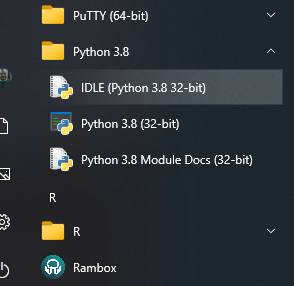 PuTTY (64-bit)
Python 3.8
IDLE (Python 3.8 32-bit)
Python 3.8 (32-bit)
Python 3.8 Module Docs (32-bit)
R
R
Rambox